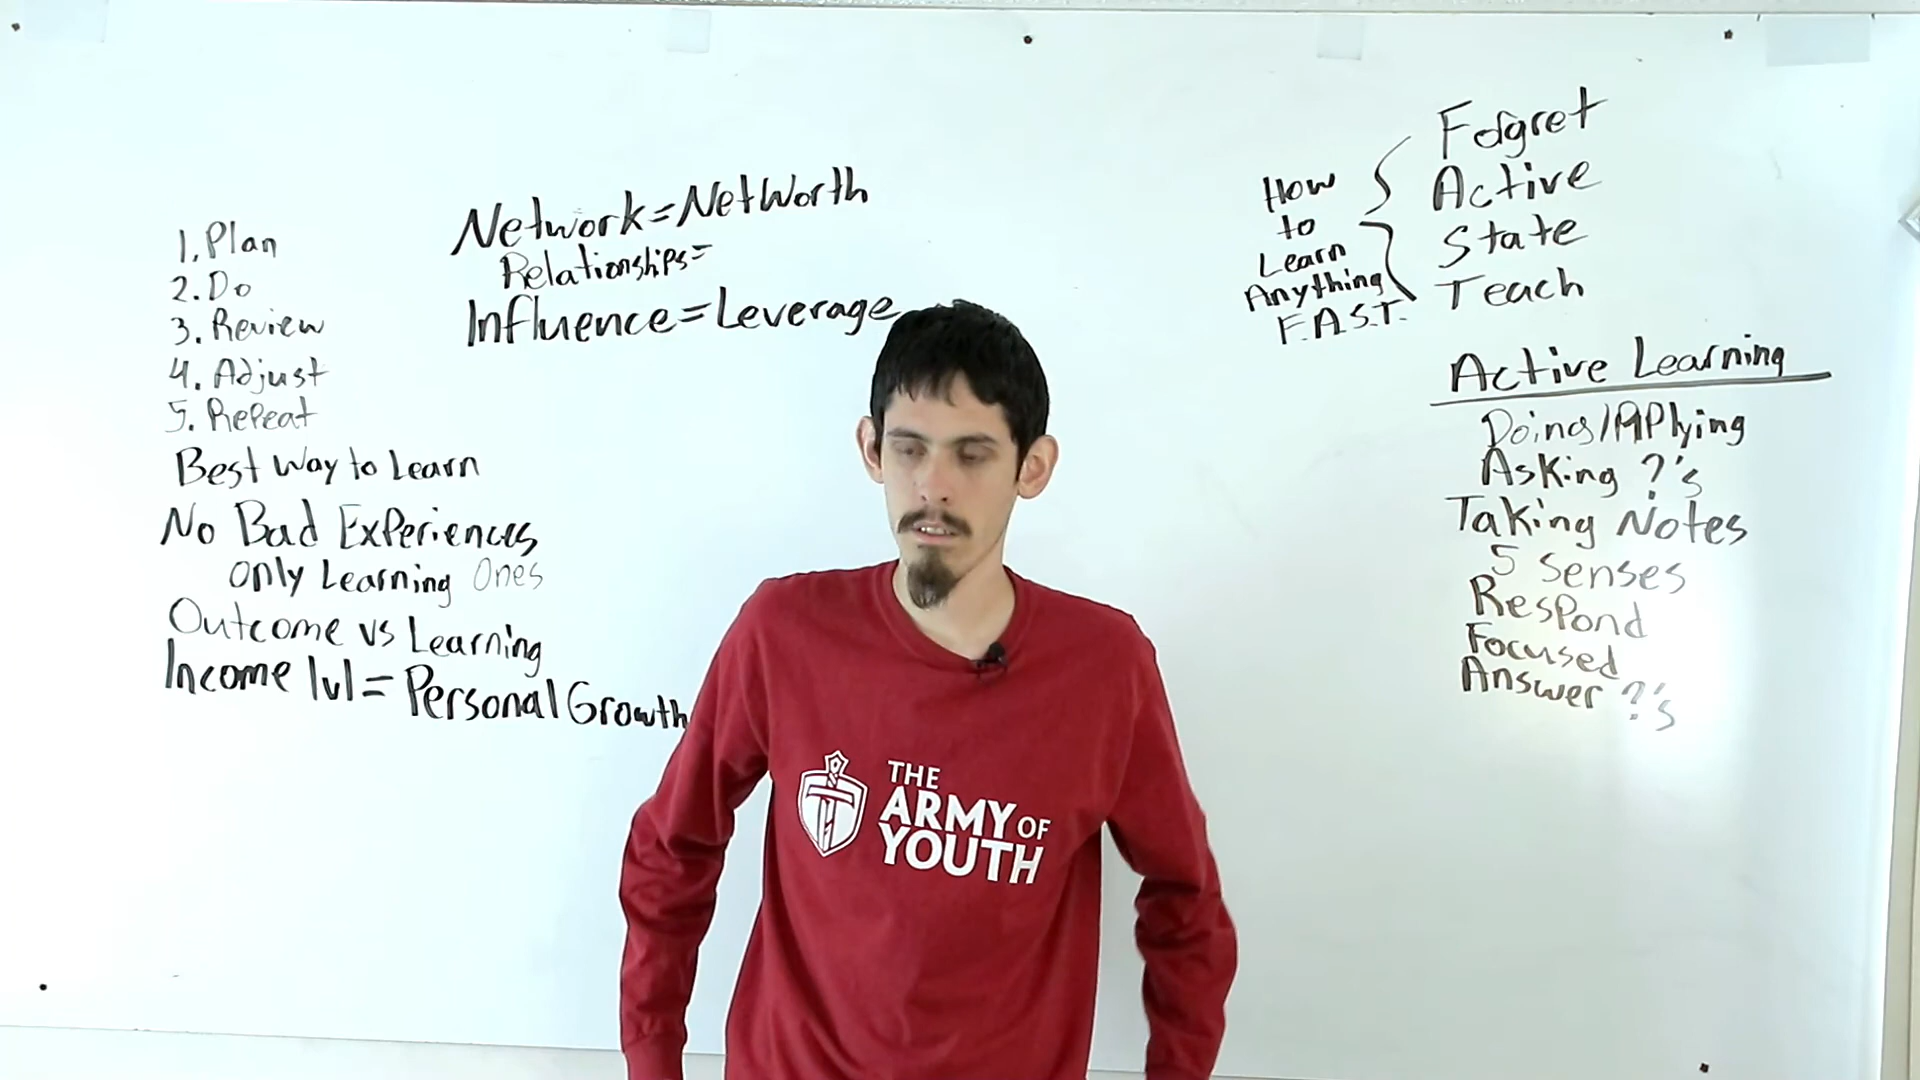 1. Plan
2. Do
3. Review
4. Adjust
5. Repeat
Best Way to Learn
No Bad Experiences
only Learning Ones
Outcome vs Learning
Income lvl = Personal Growth
Network = NetWorth
Relationships =
Influence = Leverage
How
to
Learn
Anything
F.A.S.T.
Fofgret
Active
State
Teach
Active Learning
Doing/APPlying
Asking ?'s
Taking Notes
5 Senses
Respond
Focused
Answer ?'s
THE
ARMY OF
YOUTH